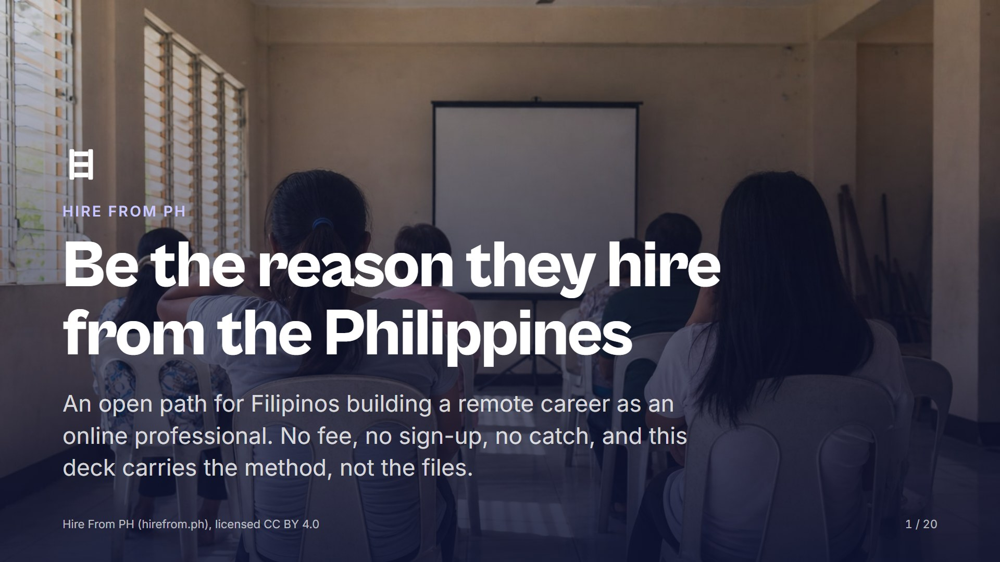 HIRE FROM PH
Be the reason they hire
from the Philippines
An open path for Filipinos building a remote career as an
online professional. No fee, no sign-up, no catch, and this
deck carries the method, not the files.
Hire From PH (hirefrom.ph), licensed CC BY 4.0
1 / 20